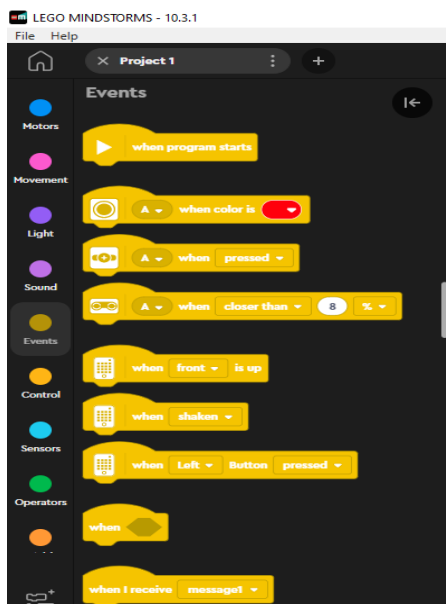 LEGO MINDSTORMS - 10.3.1
File Help
Project 1
Events
Motors
Movement
Light
Sound
Events
Control
Sensors
Operators
when program starts
A when color is
A when pressed
A when closer than 8 %
when front is up
when shaken
when Left Button pressed
when
when I receive message1